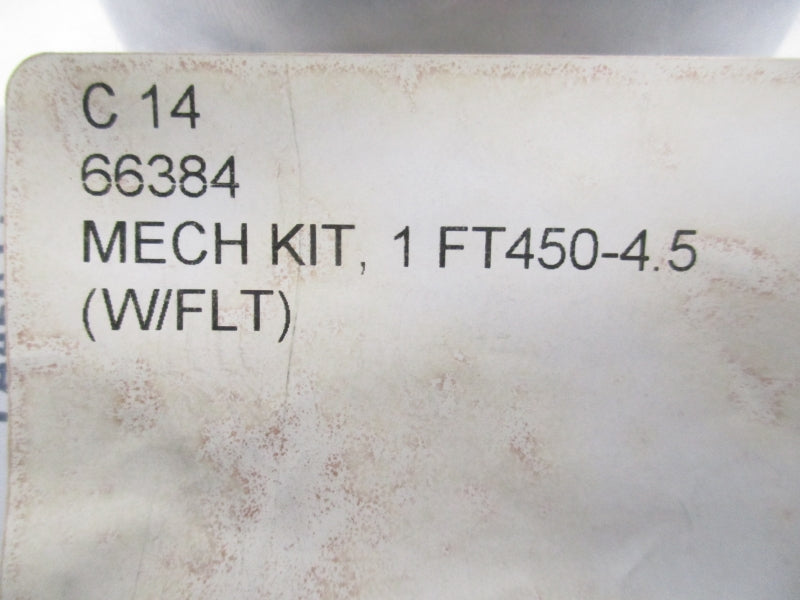 C 14
66384
MECH KIT, 1 FT450-4.5
(W/FLT)